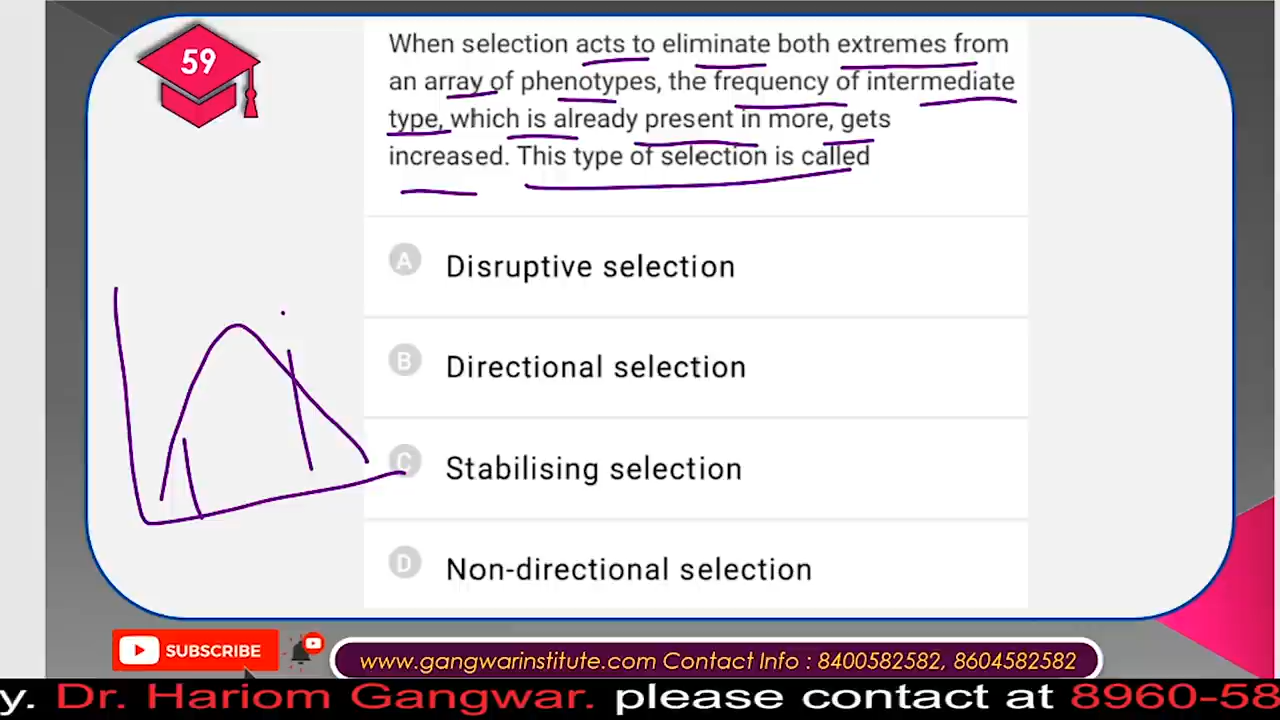 59
When selection acts to eliminate both extremes from
an array of phenotypes, the frequency of intermediate
type, which is already present in more, gets
increased. This type of selection is called
A Disruptive selection
B Directional selection
C Stabilising selection
D Non-directional selection
SUBSCRIBE
www.gangwarinstitute.com Contact Info : 8400582582, 8604582582
y. Dr. Hariom Gangwar. please contact at 8960-58